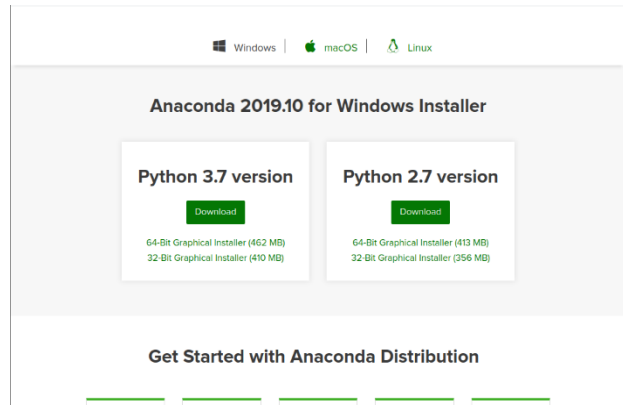 Windows | macOS | Linux
Anaconda 2019.10 for Windows Installer
Python 3.7 version
Download
64-Bit Graphical Installer (462 MB)
32-Bit Graphical Installer (410 MB)
Python 2.7 version
Download
64-Bit Graphical Installer (413 MB)
32-Bit Graphical Installer (356 MB)
Get Started with Anaconda Distribution